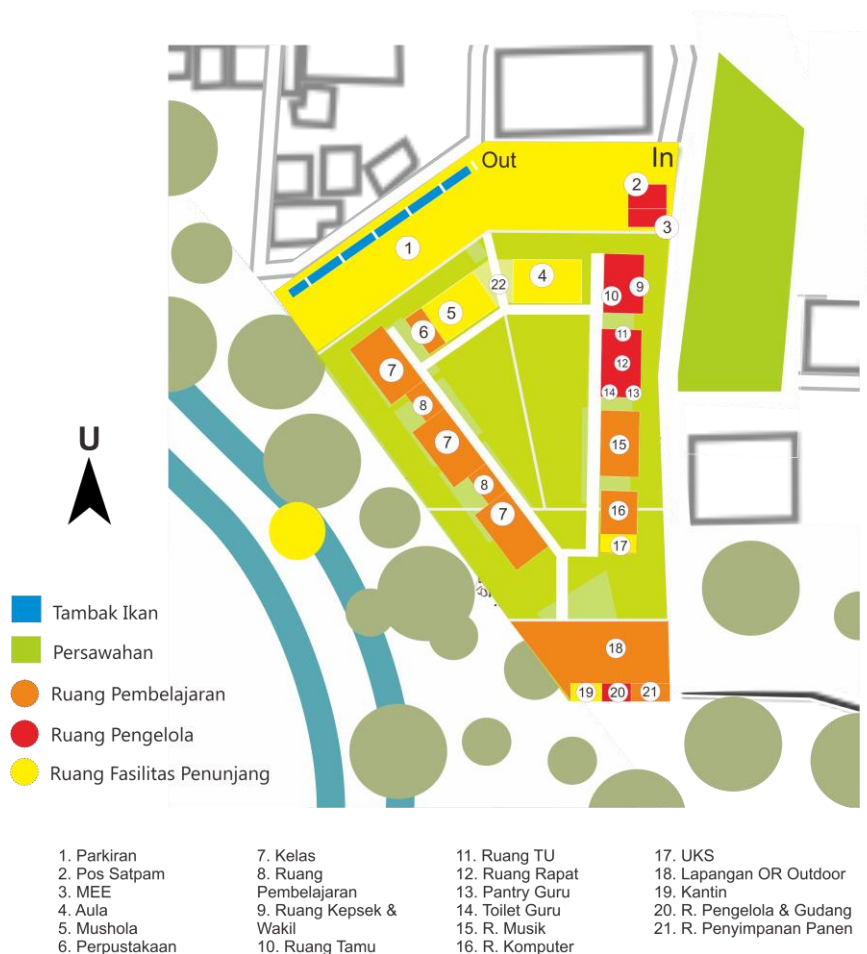 Out
In
2
3
1
4
22
9
10
5
6
11
12
7
14
13
8
15
7
8
16
7
17
U
18
19
20
21
Tambak Ikan
Persawahan
Ruang Pembelajaran
Ruang Pengelola
Ruang Fasilitas Penunjang
1. Parkiran
2. Pos Satpam
3. MEE
4. Aula
5. Mushola
6. Perpustakaan
7. Kelas
8. Ruang
Pembelajaran
9. Ruang Kepsek &
Wakil
10. Ruang Tamu
11. Ruang TU
12. Ruang Rapat
13. Pantry Guru
14. Toilet Guru
15. R. Musik
16. R. Komputer
17. UKS
18. Lapangan OR Outdoor
19. Kantin
20. R. Pengelola & Gudang
21. R. Penyimpanan Panen